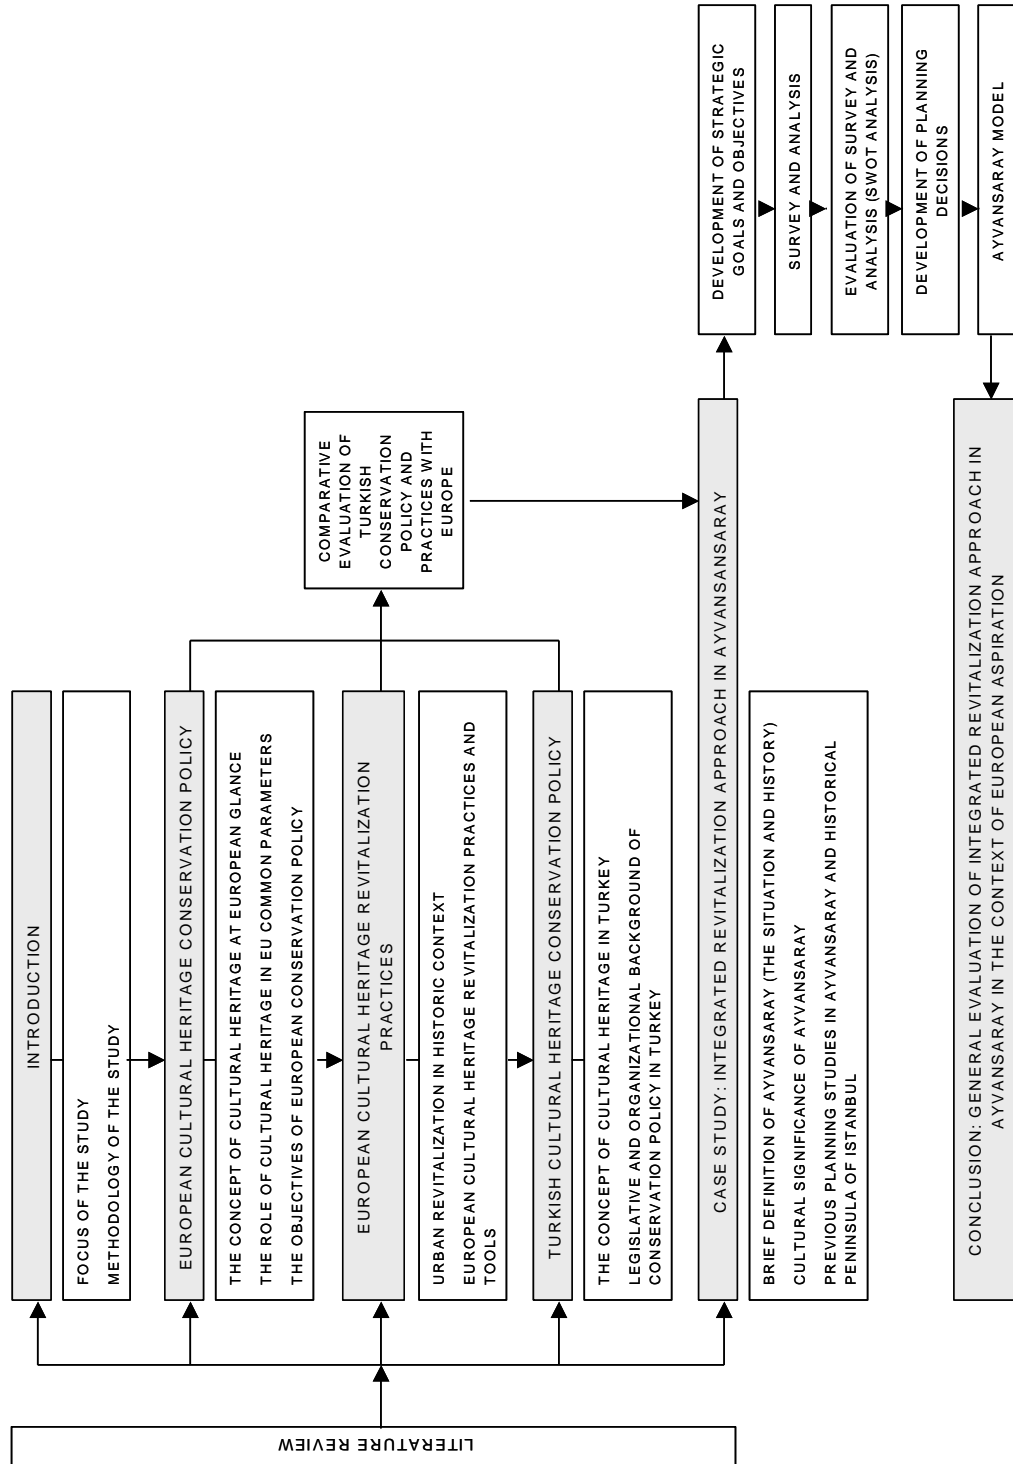 LITERATURE REVIEW
INTRODUCTION
FOCUS OF THE STUDY
METHODOLOGY OF THE STUDY
EUROPEAN CULTURAL HERITAGE CONSERVATION POLICY
THE CONCEPT OF CULTURAL HERITAGE AT EUROPEAN GLANCE
THE ROLE OF CULTURAL HERITAGE IN EU COMMON PARAMETERS
THE OBJECTIVES OF EUROPEAN CONSERVATION POLICY
EUROPEAN CULTURAL HERITAGE REVITALIZATION
PRACTICES
URBAN REVITALIZATION IN HISTORIC CONTEXT
EUROPEAN CULTURAL HERITAGE REVITALIZATION PRACTICES AND
TOOLS
TURKISH CULTURAL HERITAGE CONSERVATION POLICY
THE CONCEPT OF CULTURAL HERITAGE IN TURKEY
LEGISLATIVE AND ORGANIZATIONAL BACKGROUND OF
CONSERVATION POLICY IN TURKEY
COMPARATIVE
EVALUATION OF
TURKISH
CONSERVATION
POLICY AND
PRACTICES WITH
EUROPE
CASE STUDY: INTEGRATED REVITALIZATION APPROACH IN AYVANSANSARAY
BRIEF DEFINITION OF AYVANSARAY (THE SITUATION AND HISTORY)
CULTURAL SIGNIFICANCE OF AYVANSARAY
PREVIOUS PLANNING STUDIES IN AYVANSARAY AND HISTORICAL
PENINSULA OF ISTANBUL
DEVELOPMENT OF STRATEGIC
GOALS AND OBJECTIVES
SURVEY AND ANALYSIS
EVALUATION OF SURVEY AND
ANALYSIS (SWOT ANALYSIS)
DEVELOPMENT OF PLANNING
DECISIONS
AYVANSARAY MODEL
CONCLUSION: GENERAL EVALUATION OF INTEGRATED REVITALIZATION APPROACH IN
AYVANSARAY IN THE CONTEXT OF EUROPEAN ASPIRATION